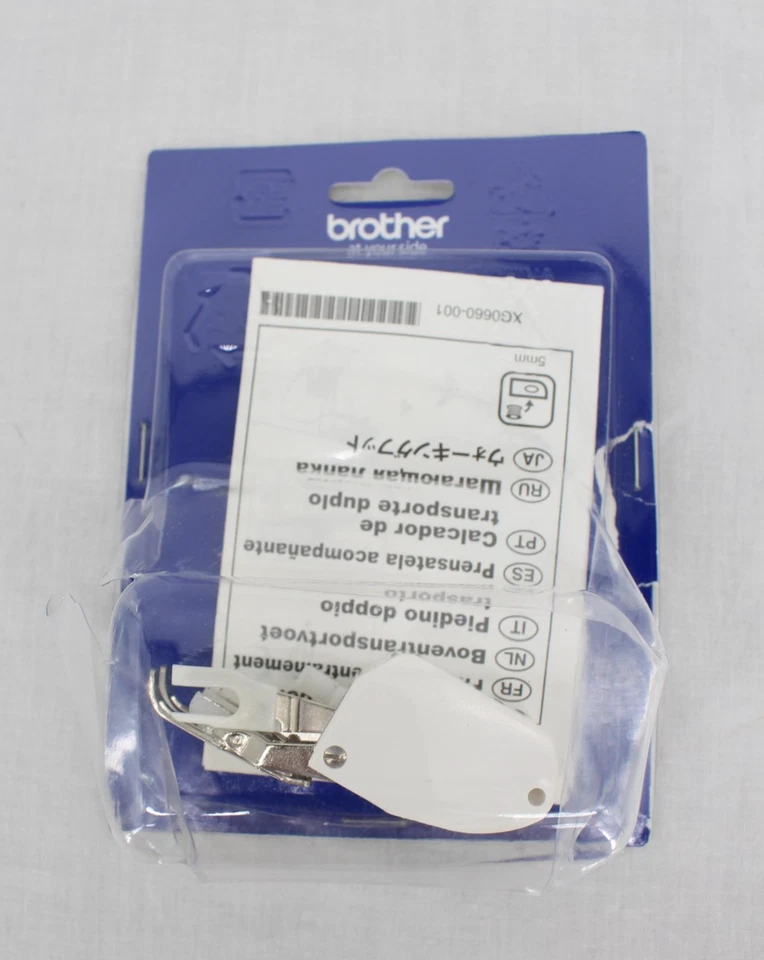 brother
at your side
FR
NL Boventransportvoet
IT Piedino doppio
trasporto
ES Prensatela acompañante
PT Calcador de
transporte duplo
RU Шагающая лапка
JA ウォーキングフット
5mm
XG0660-001